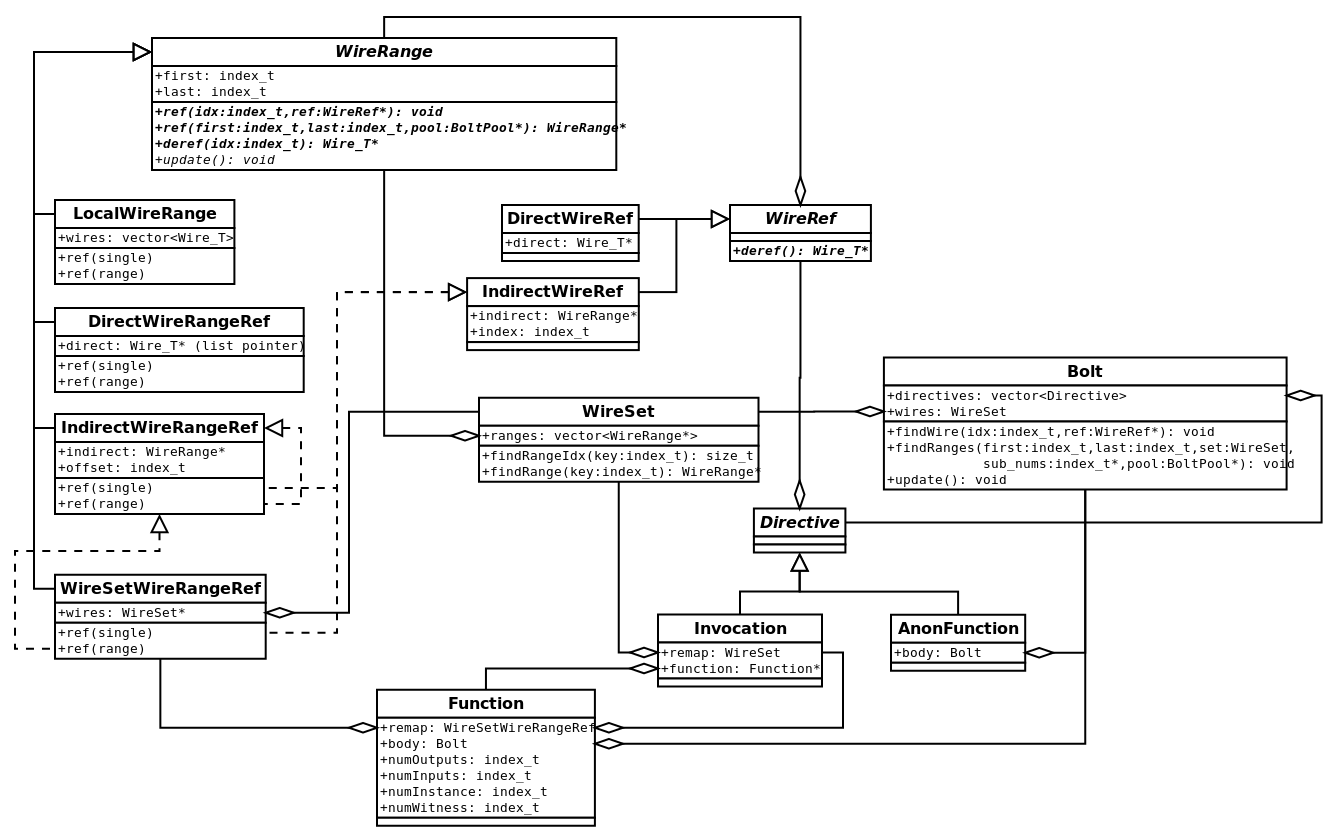 WireRange
+first: index_t
+last: index_t
+ref(idx:index_t,ref:WireRef*): void
+ref(first:index_t,last:index_t,pool:BoltPool*): WireRange*
+deref(idx:index_t): Wire_T*
+update(): void
LocalWireRange
+wires: vector<Wire_T>
+ref(single)
+ref(range)
DirectWireRef
+direct: Wire_T*
WireRef
+deref(): Wire_T*
IndirectWireRef
+indirect: WireRange*
+index: index_t
DirectWireRangeRef
+direct: Wire_T* (list pointer)
+ref(single)
+ref(range)
Bolt
+directives: vector<Directive>
+wires: WireSet
+findWire(idx:index_t,ref:WireRef*): void
+findRanges(first:index_t,last:index_t,set:WireSet,
sub_nums:index_t*,pool:BoltPool*): void
+update(): void
WireSet
+ranges: vector<WireRange*>
+findRangeIdx(key:index_t): size_t
+findRange(key:index_t): WireRange*
IndirectWireRangeRef
+indirect: WireRange*
+offset: index_t
+ref(single)
+ref(range)
Directive
WireSetWireRangeRef
+wires: WireSet*
+ref(single)
+ref(range)
Invocation
+remap: WireSet
+function: Function*
AnonFunction
+body: Bolt
Function
+remap: WireSetWireRangeRef
+body: Bolt
+numOutputs: index_t
+numInputs: index_t
+numInstance: index_t
+numWitness: index_t